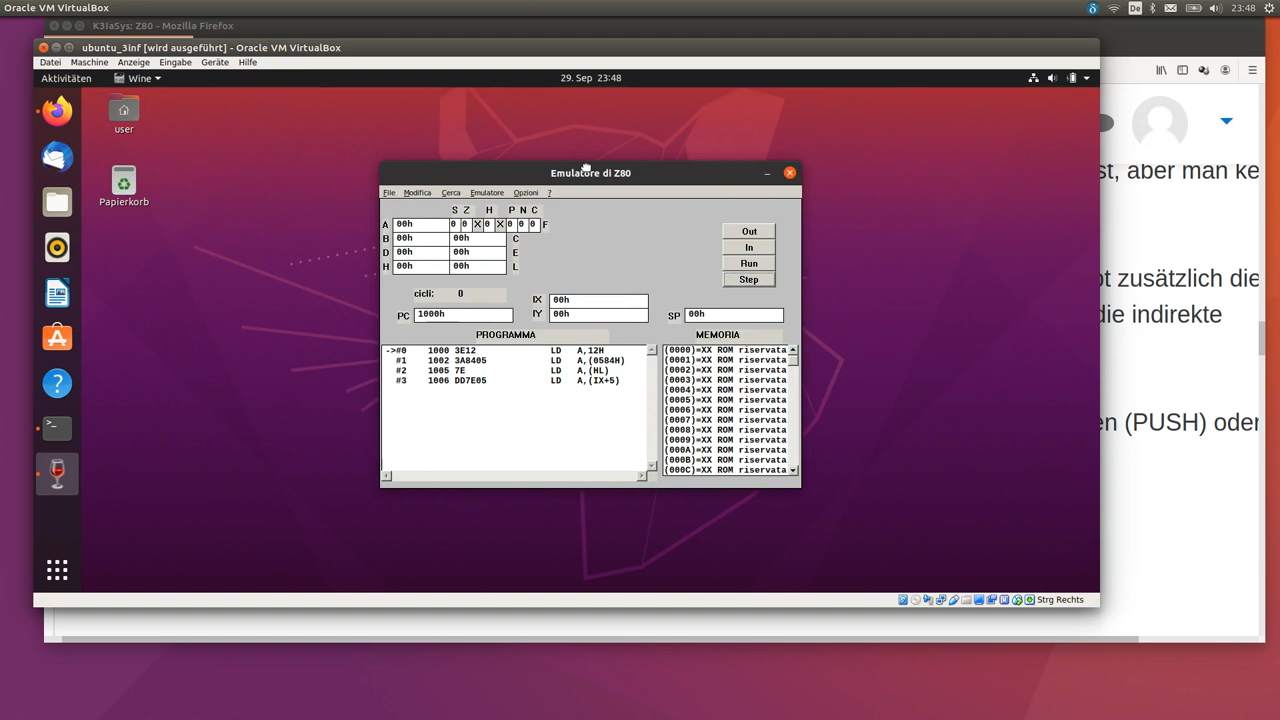 Oracle VM VirtualBox
De
23:48
K3IaSys: Z80 - Mozilla Firefox
ubuntu_3inf [wird ausgeführt] - Oracle VM VirtualBox
Datei Maschine Anzeige Eingabe Geräte Hilfe
Aktivitäten
Wine
29. Sep 23:48
user
Papierkorb
st, aber man ke
ot zusätzlich die
die indirekte
en (PUSH) oder
Emulatore di Z80
File Modifica Cerca Emulatore Opzioni ?
S Z H P N C
A 00h 0 0 X 0 X 0 0 0 F
B 00h 00h C
D 00h 00h E
H 00h 00h L
Out
In
Run
Step
cicli: 0
IX 00h
IY 00h
PC 1000h
SP 00h
PROGRAMMA
->#0 1000 3E12 LD A,12H
#1 1002 3A8405 LD A,(0584H)
#2 1005 7E LD A,(HL)
#3 1006 DD7E05 LD A,(IX+5)
MEMORIA
(0000)=XX ROM riservata
(0001)=XX ROM riservata
(0002)=XX ROM riservata
(0003)=XX ROM riservata
(0004)=XX ROM riservata
(0005)=XX ROM riservata
(0006)=XX ROM riservata
(0007)=XX ROM riservata
(0008)=XX ROM riservata
(0009)=XX ROM riservata
(000A)=XX ROM riservata
(000B)=XX ROM riservata
(000C)=XX ROM riservata
Strg Rechts